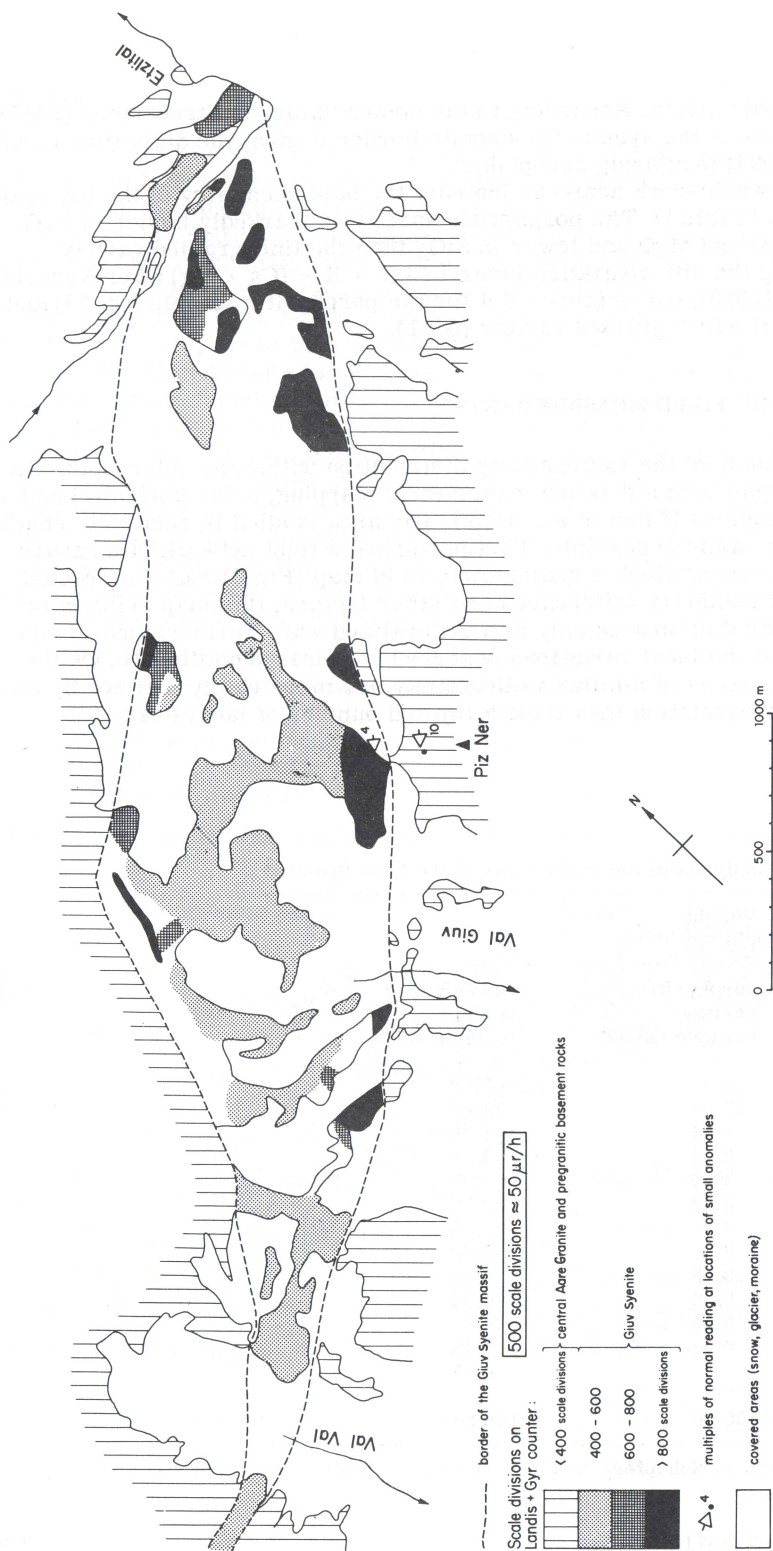 Etzlital
Val Giuv
Piz Ner
4
10
Val Val
N
0
500
1000 m
border of the Giuv Syenite massif
Scale divisions on
Landis + Gyr counter:
500 scale divisions ≈ 50 μr/h
< 400 scale divisions
central Aare Granite and pregranitic basement rocks
400 - 600
600 - 800
> 800 scale divisions
Giuv Syenite
4
multiples of normal reading at locations of small anomalies
covered areas (snow, glacier, moraine)